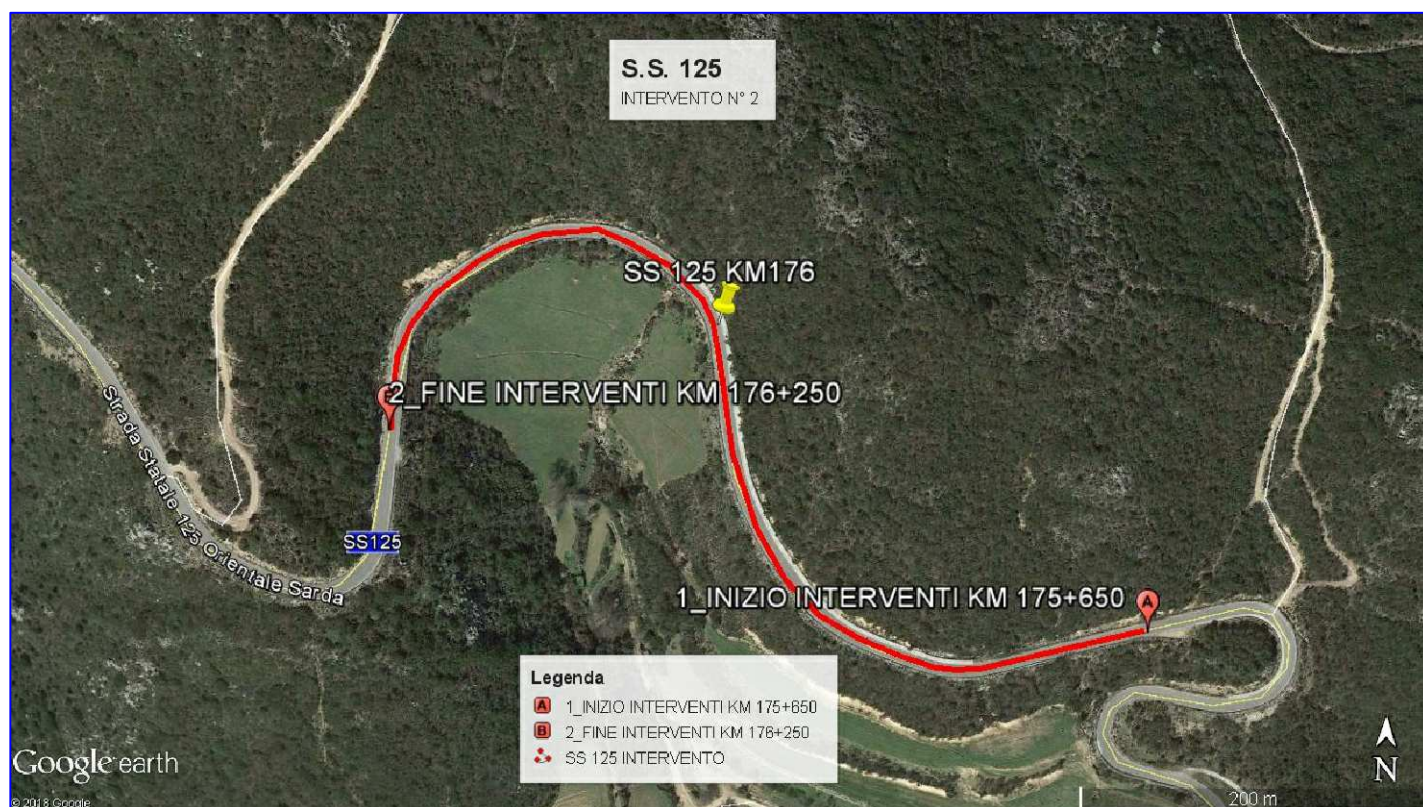 S.S. 125
INTERVENTO N° 2
SS 125 KM176
2_FINE INTERVENTI KM 176+250
Strada Statale 125 Orientale Sarda
SS125
1_INIZIO INTERVENTI KM 175+650
A
Legenda
A 1_INIZIO INTERVENTI KM 175+650
B 2_FINE INTERVENTI KM 176+250
SS 125 INTERVENTO
Google earth
N
© 2018 Google
200 m